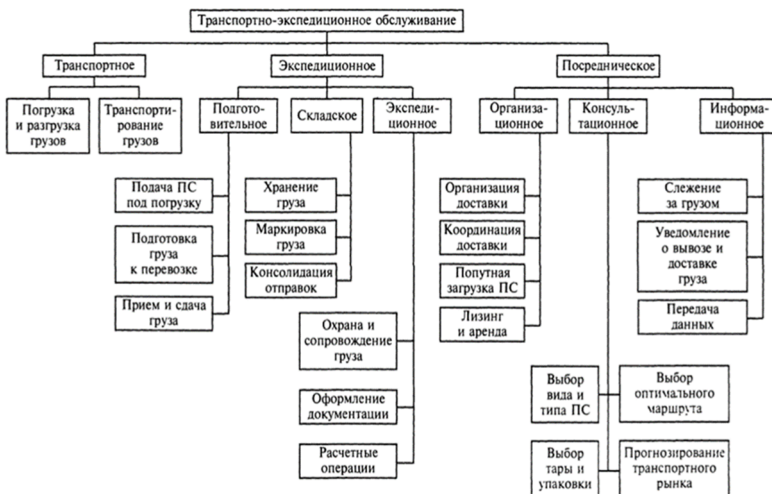 Транспортно-экспедиционное обслуживание
Транспортное
Экспедиционное
Посредническое
Погрузка
и разгрузка
грузов
Транспорти-
рование
грузов
Подгото-
вительное
Складское
Экспеди-
ционное
Организа-
ционное
Консуль-
тационное
Информа-
ционное
Подача ПС
под погрузку
Подготовка
груза
к перевозке
Прием и сдача
груза
Хранение
груза
Маркировка
груза
Консолидация
отправок
Охрана и
сопровождение
груза
Оформление
документации
Расчетные
операции
Организация
доставки
Координация
доставки
Попутная
загрузка ПС
Лизинг
и аренда
Выбор
вида и
типа ПС
Выбор
оптимального
маршрута
Выбор
тары и
упаковки
Прогнозирование
транспортного
рынка
Слежение
за грузом
Уведомление
о вывозе и
доставке
груза
Передача
данных